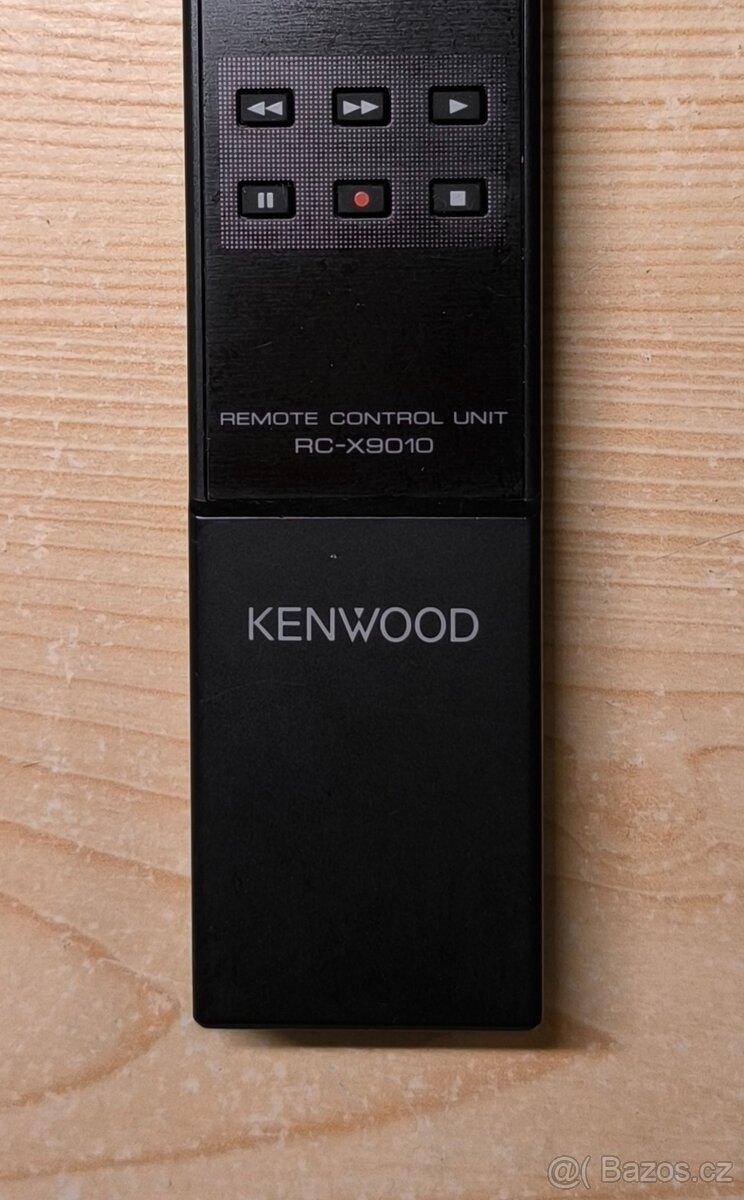 REMOTE CONTROL UNIT
RC-X9010
KENWOOD
@( Bazos.cz